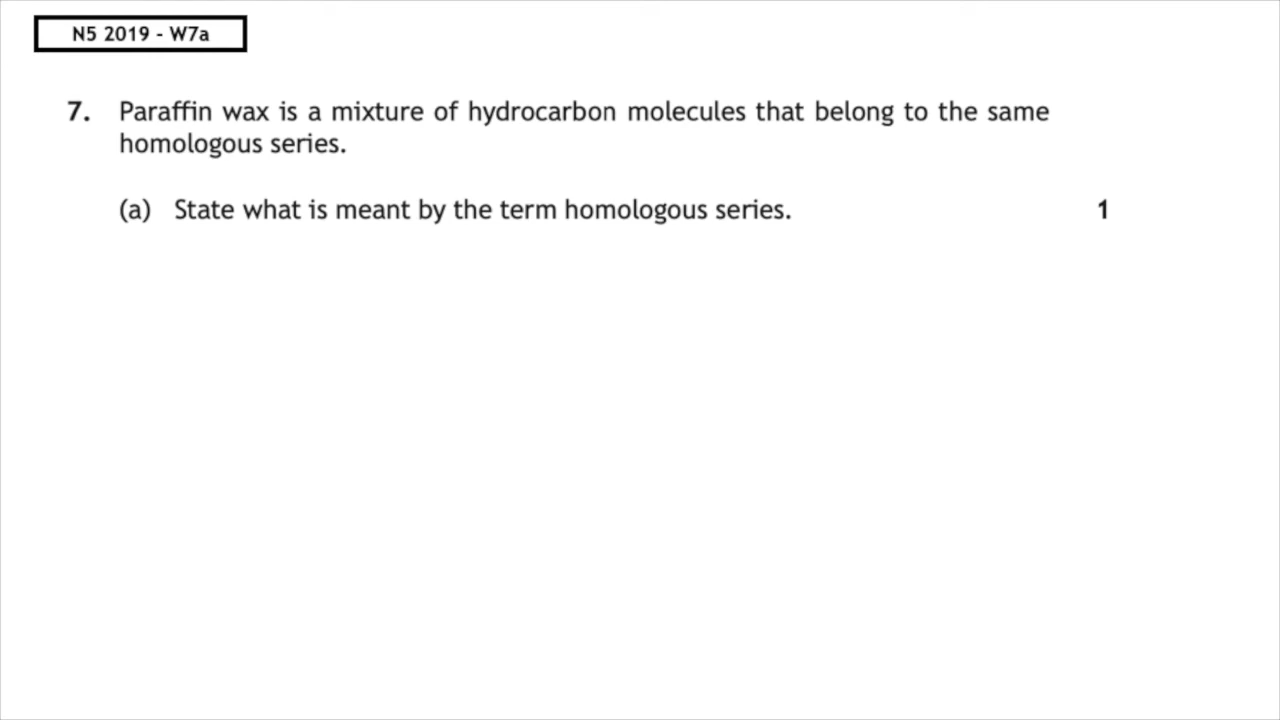 N5 2019 - W7a
7. Paraffin wax is a mixture of hydrocarbon molecules that belong to the same
homologous series.
(a) State what is meant by the term homologous series. 1